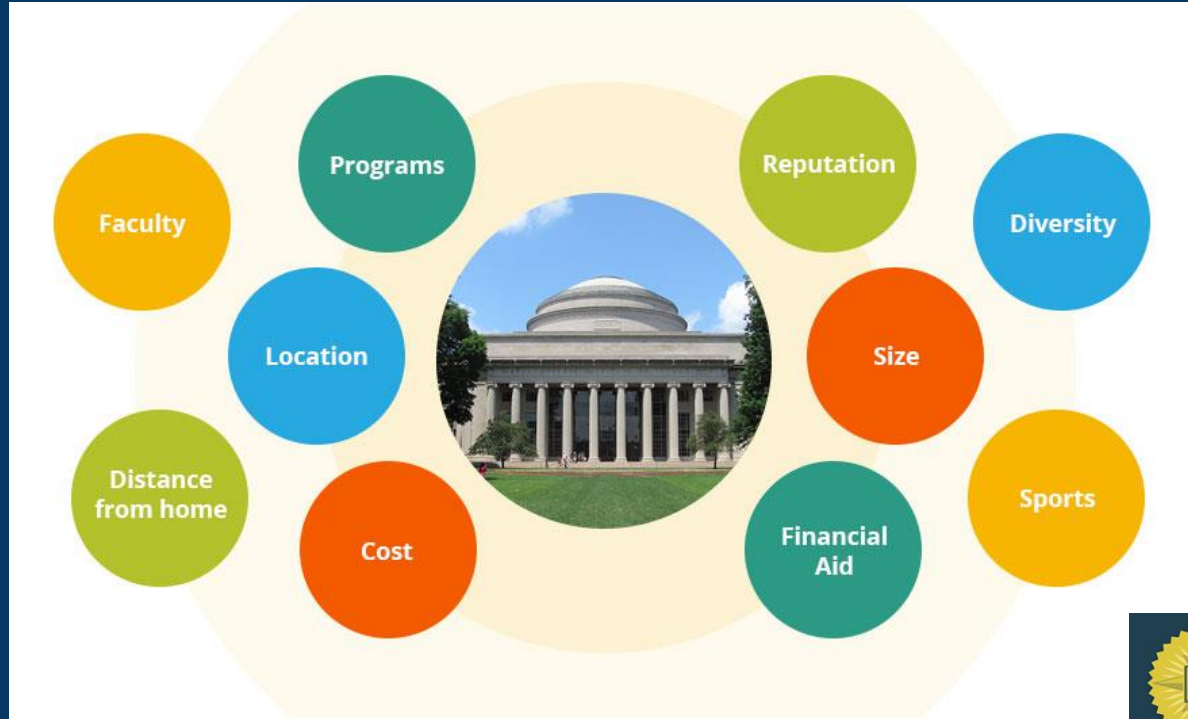 Programs
Reputation
Faculty
Diversity
Location
Size
Distance
from home
Sports
Cost
Financial
Aid